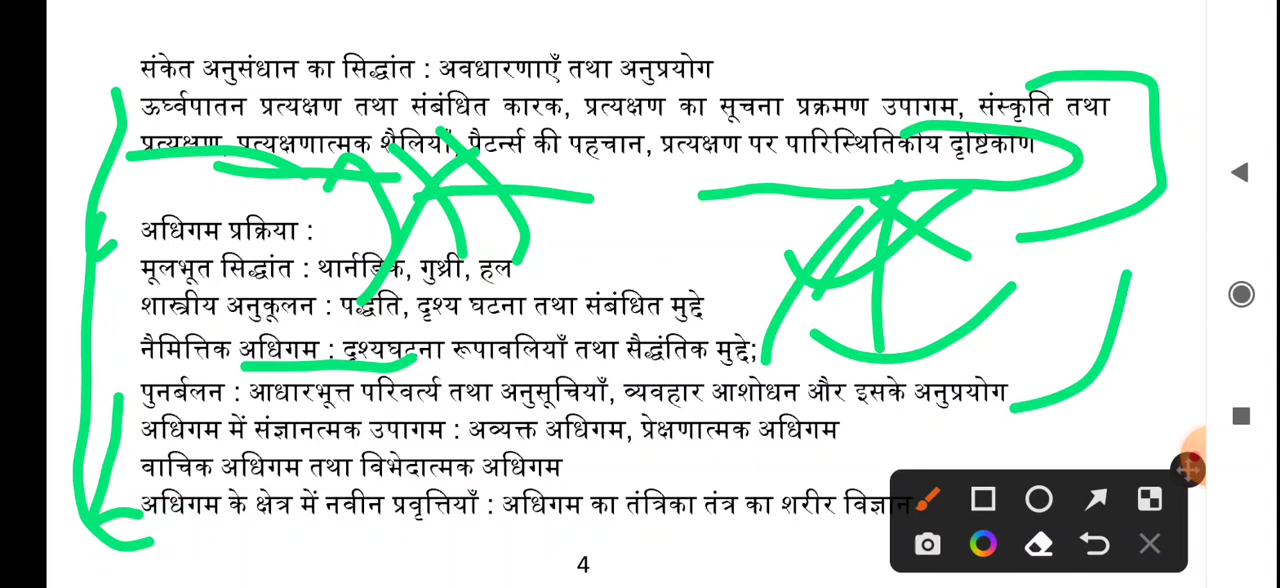 संकेत अनुसंधान का सिद्धांत : अवधारणाएँ तथा अनुप्रयोग
ऊर्घ्वपातन प्रत्यक्षण तथा संबंधित कारक, प्रत्यक्षण का सूचना प्रक्रमण उपागम, संस्कृति तथा
प्रत्यक्षण, प्रत्यक्षणात्मक शैलियाँ, पैटर्न्स की पहचान, प्रत्यक्षण पर पारिस्थितिकीय दृष्टिकोण
अधिगम प्रक्रिया :
मूलभूत सिद्धांत : थार्नडिक, गुथ्री, हल
शास्त्रीय अनुकूलन : पद्धति, दृश्य घटना तथा संबंधित मुद्दे
नैमित्तिक अधिगम : दृश्यघटना रूपावलियाँ तथा सैद्धंतिक मुद्दे;
पुनर्बलन : आधारभूत्त परिवर्त्य तथा अनुसूचियाँ, व्यवहार आशोधन और इसके अनुप्रयोग
अधिगम में संज्ञानत्मक उपागम : अव्यक्त अधिगम, प्रेक्षणात्मक अधिगम
वाचिक अधिगम तथा विभेदात्मक अधिगम
अधिगम के क्षेत्र में नवीन प्रवृत्तियाँ : अधिगम का तंत्रिका तंत्र का शरीर विज्ञान
4